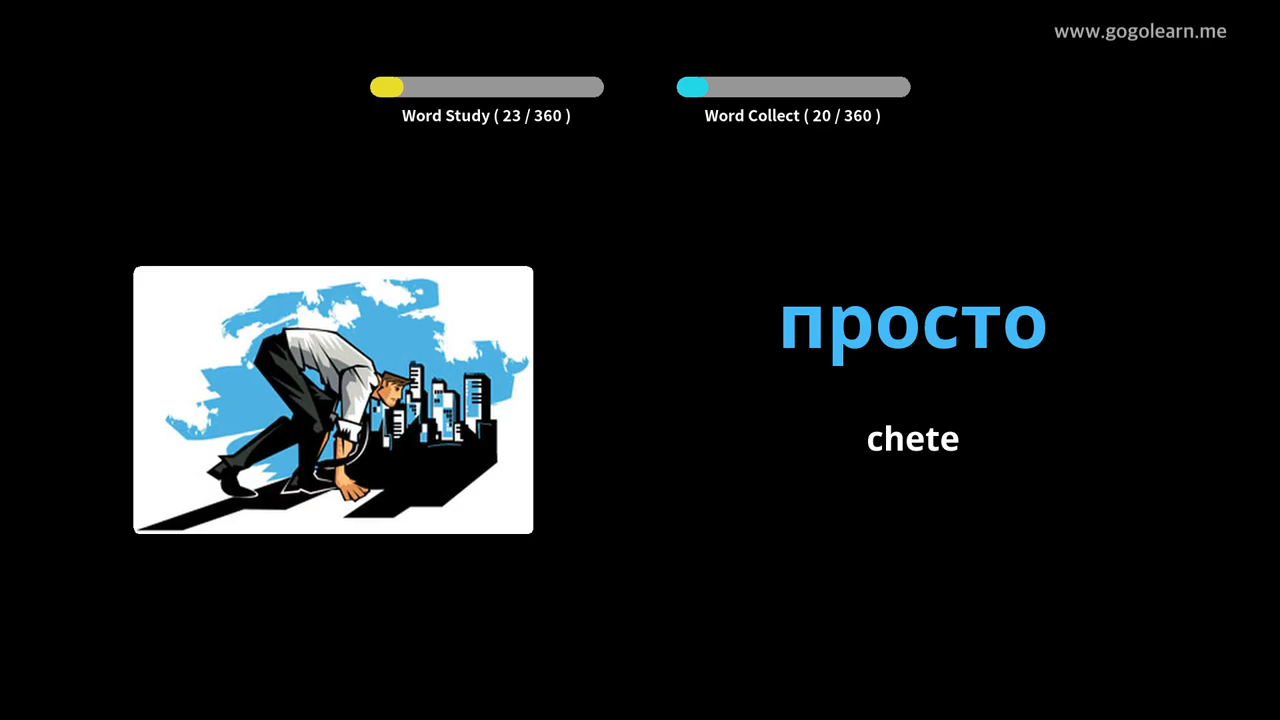 www.gogolearn.me
Word Study ( 23 / 360 )
Word Collect ( 20 / 360 )
просто
chete